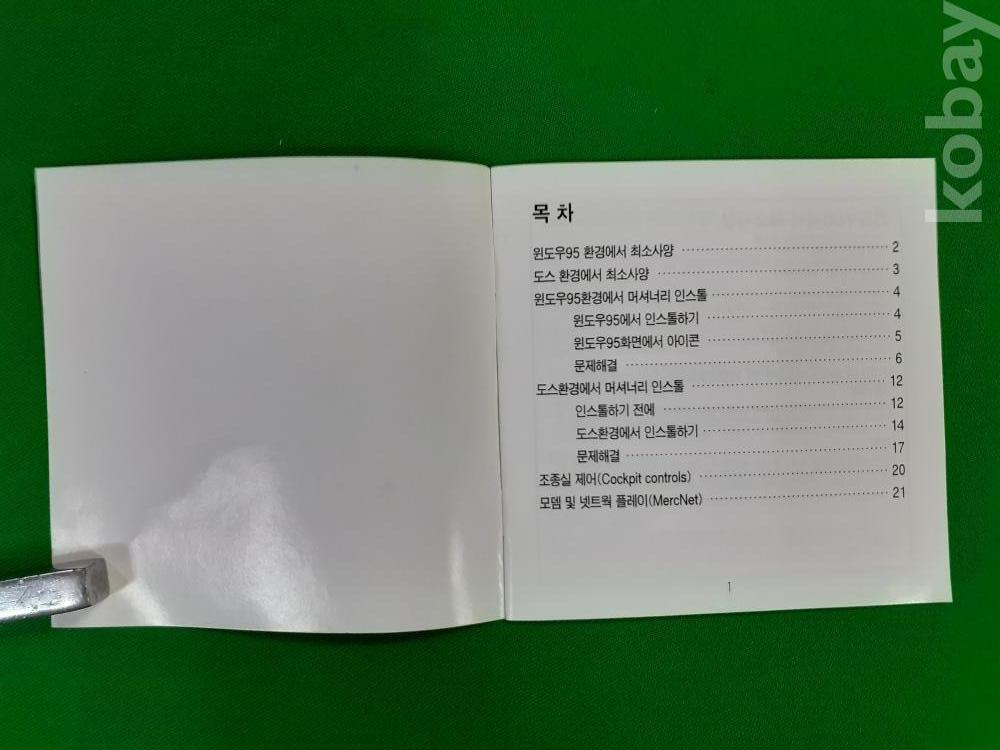 kobay
목 차
윈도우95 환경에서 최소사양 2
도스 환경에서 최소사양 3
윈도우95환경에서 머셔너리 인스톨 4
윈도우95에서 인스톨하기 4
윈도우95화면에서 아이콘 5
문제해결 6
도스환경에서 머셔너리 인스톨 12
인스톨하기 전에 12
도스환경에서 인스톨하기 14
문제해결 17
조종실 제어(Cockpit controls) 20
모뎀 및 넷트웍 플레이(MercNet) 21
1